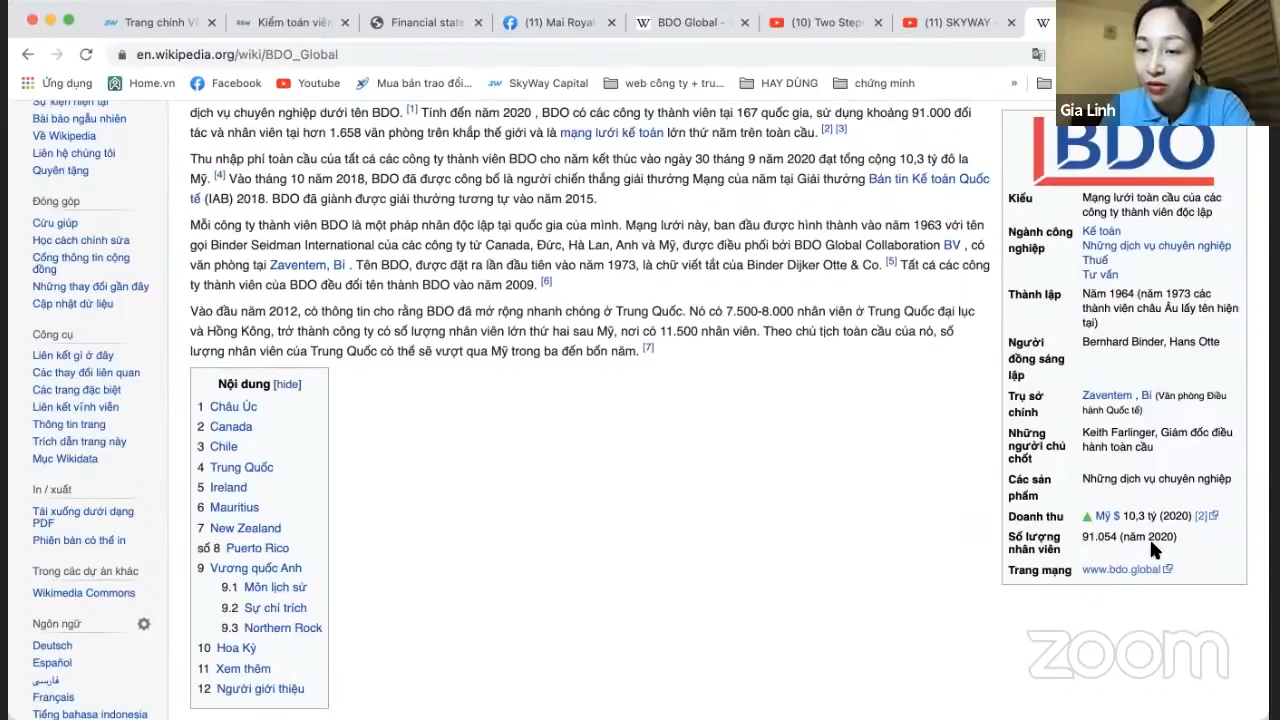 Trang chính V
Kiểm toán viên
Financial state
(11) Mai Royal
BDO Global -
(10) Two Step
(11) SKYWAY -
en.wikipedia.org/wiki/BDO_Global
Ứng dụng
Home.vn
Facebook
Youtube
Mua bán trao đổi...
SkyWay Capital
web công ty + tru...
HAY DÙNG
chứng minh
»
Gia Linh
Sự kiện hiện tại
Bài báo ngẫu nhiên
Về Wikipedia
Liên hệ chúng tôi
Quyên tặng
Đóng góp
Cứu giúp
Học cách chỉnh sửa
Cổng thông tin cộng
đồng
Những thay đổi gần đây
Cập nhật dữ liệu
Công cụ
Liên kết gì ở đây
Các thay đổi liên quan
Các trang đặc biệt
Liên kết vĩnh viễn
Thông tin trang
Trích dẫn trang này
Mục Wikidata
In / xuất
Tải xuống dưới dạng
PDF
Phiên bản có thể in
Trong các dự án khác
Wikimedia Commons
Ngôn ngữ
Deutsch
Español
فارسی
Français
Tiếng bahasa indonesia
dịch vụ chuyên nghiệp dưới tên BDO. [1] Tính đến năm 2020 , BDO có các công ty thành viên tại 167 quốc gia, sử dụng khoảng 91.000 đối
tác và nhân viên tại hơn 1.658 văn phòng trên khắp thế giới và là mạng lưới kế toán lớn thứ năm trên toàn cầu. [2] [3]
Thu nhập phí toàn cầu của tất cả các công ty thành viên BDO cho năm kết thúc vào ngày 30 tháng 9 năm 2020 đạt tổng cộng 10,3 tỷ đô la
Mỹ. [4] Vào tháng 10 năm 2018, BDO đã được công bố là người chiến thắng giải thưởng Mạng của năm tại Giải thưởng Bản tin Kế toán Quốc
tế (IAB) 2018. BDO đã giành được giải thưởng tương tự vào năm 2015.
Mỗi công ty thành viên BDO là một pháp nhân độc lập tại quốc gia của mình. Mạng lưới này, ban đầu được hình thành vào năm 1963 với tên
gọi Binder Seidman International của các công ty từ Canada, Đức, Hà Lan, Anh và Mỹ, được điều phối bởi BDO Global Collaboration BV , có
văn phòng tại Zaventem, Bỉ . Tên BDO, được đặt ra lần đầu tiên vào năm 1973, là chữ viết tắt của Binder Dijker Otte & Co. [5] Tất cả các công
ty thành viên của BDO đều đổi tên thành BDO vào năm 2009. [6]
Vào đầu năm 2012, có thông tin cho rằng BDO đã mở rộng nhanh chóng ở Trung Quốc. Nó có 7.500-8.000 nhân viên ở Trung Quốc đại lục
và Hồng Kông, trở thành công ty có số lượng nhân viên lớn thứ hai sau Mỹ, nơi có 11.500 nhân viên. Theo chủ tịch toàn cầu của nó, số
lượng nhân viên của Trung Quốc có thể sẽ vượt qua Mỹ trong ba đến bốn năm. [7]
Nội dung [hide]
1 Châu Úc
2 Canada
3 Chile
4 Trung Quốc
5 Ireland
6 Mauritius
7 New Zealand
số 8 Puerto Rico
9 Vương quốc Anh
9.1 Môn lịch sử
9.2 Sự chỉ trích
9.3 Northern Rock
10 Hoa Kỳ
11 Xem thêm
12 Người giới thiệu
BDO
Kiểu Mạng lưới toàn cầu của các
công ty thành viên độc lập
Ngành công Kế toán
nghiệp Những dịch vụ chuyên nghiệp
Thuế
Tư vấn
Thành lập Năm 1964 (năm 1973 các
thành viên châu Âu lấy tên hiện
tại)
Người Bernhard Binder, Hans Otte
đồng sáng
lập
Trụ sở Zaventem , Bỉ (Văn phòng Điều
chính hành Quốc tế)
Những Keith Farlinger, Giám đốc điều
người chủ hành toàn cầu
chốt
Các sản Những dịch vụ chuyên nghiệp
phẩm
Doanh thu ▲ Mỹ $ 10,3 tỷ (2020) [2]
Số lượng 91.054 (năm 2020)
nhân viên
Trang mạng www.bdo.global
zoom